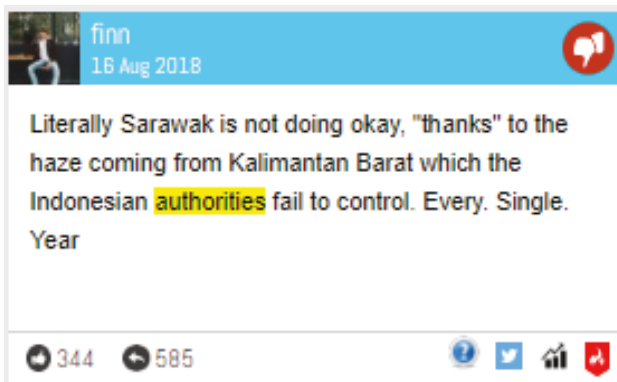 finn
16 Aug 2018
Literally Sarawak is not doing okay, "thanks" to the
haze coming from Kalimantan Barat which the
Indonesian authorities fail to control. Every. Single.
Year
344 585